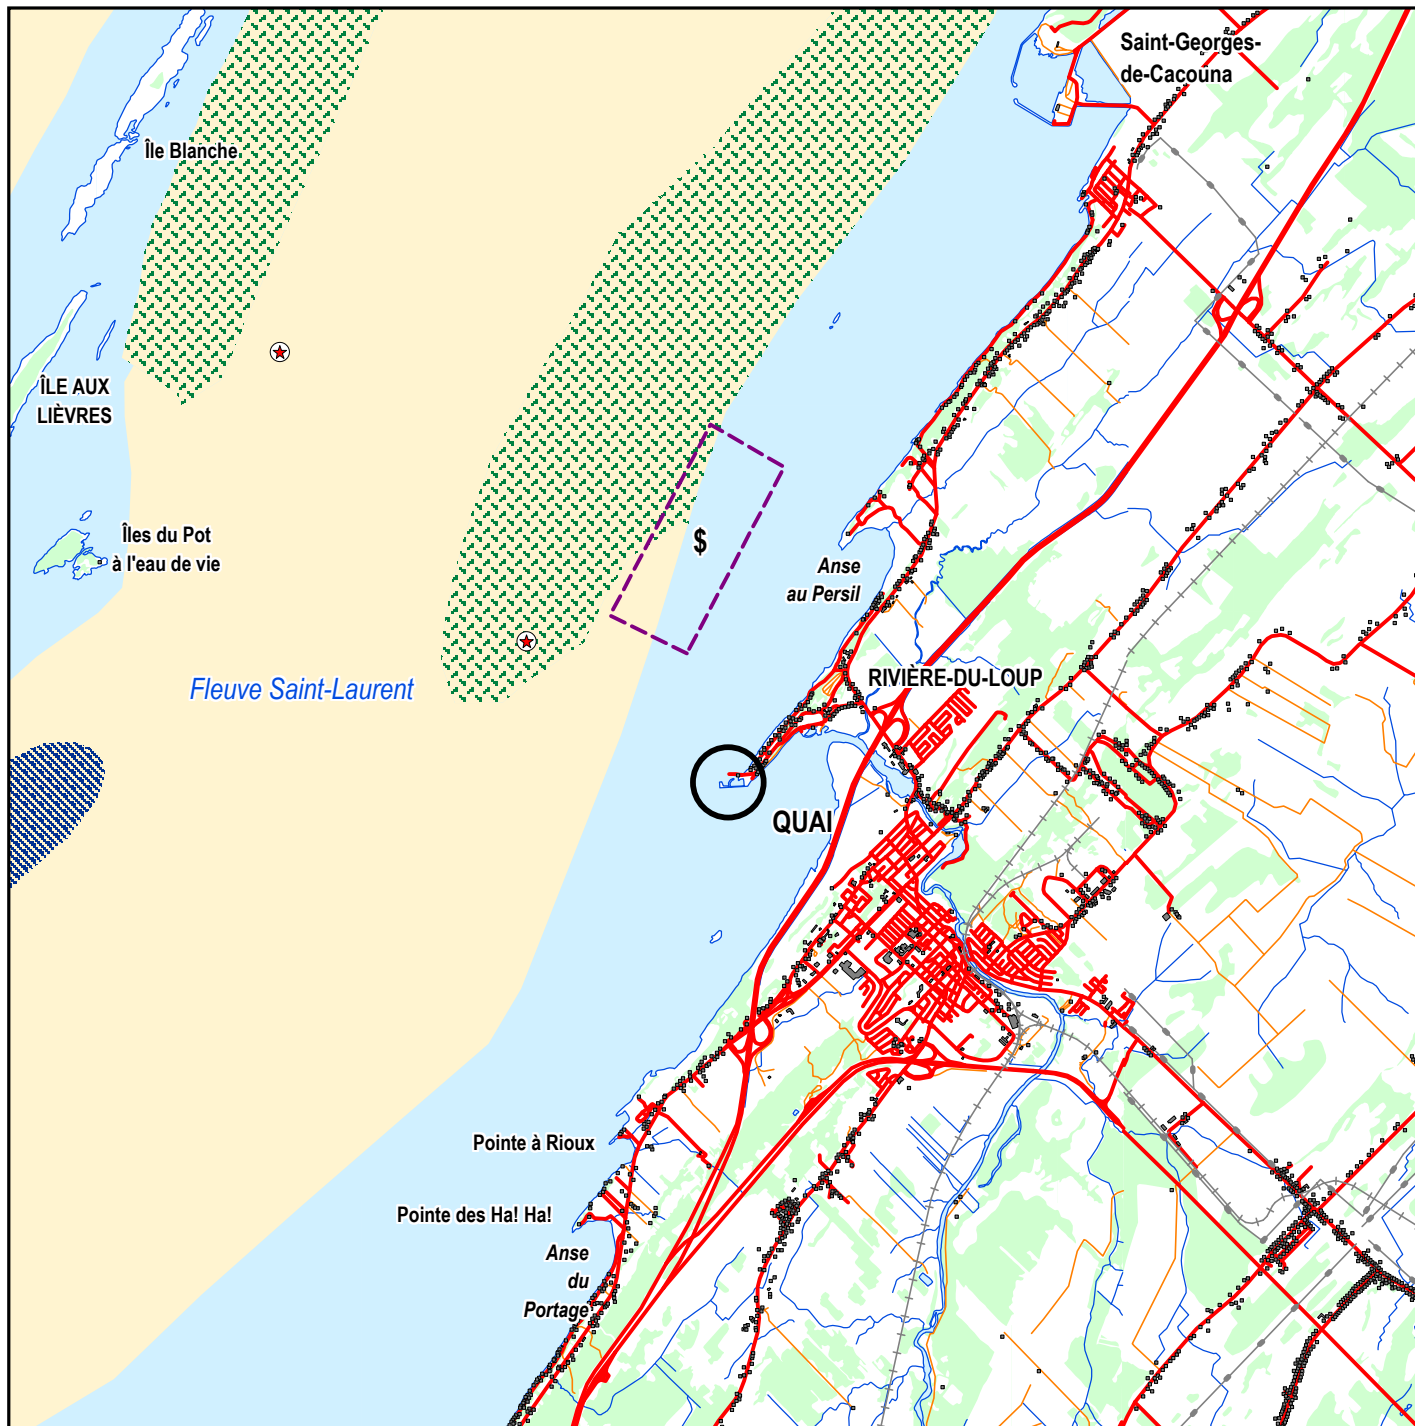 Saint-Georges-
de-Cacouna
Île Blanche
ÎLE AUX
LIÈVRES
Îles du Pot
à l'eau de vie
$
Anse
au Persil
RIVIÈRE-DU-LOUP
Fleuve Saint-Laurent
QUAI
Pointe à Rioux
Pointe des Ha! Ha!
Anse
du
Portage